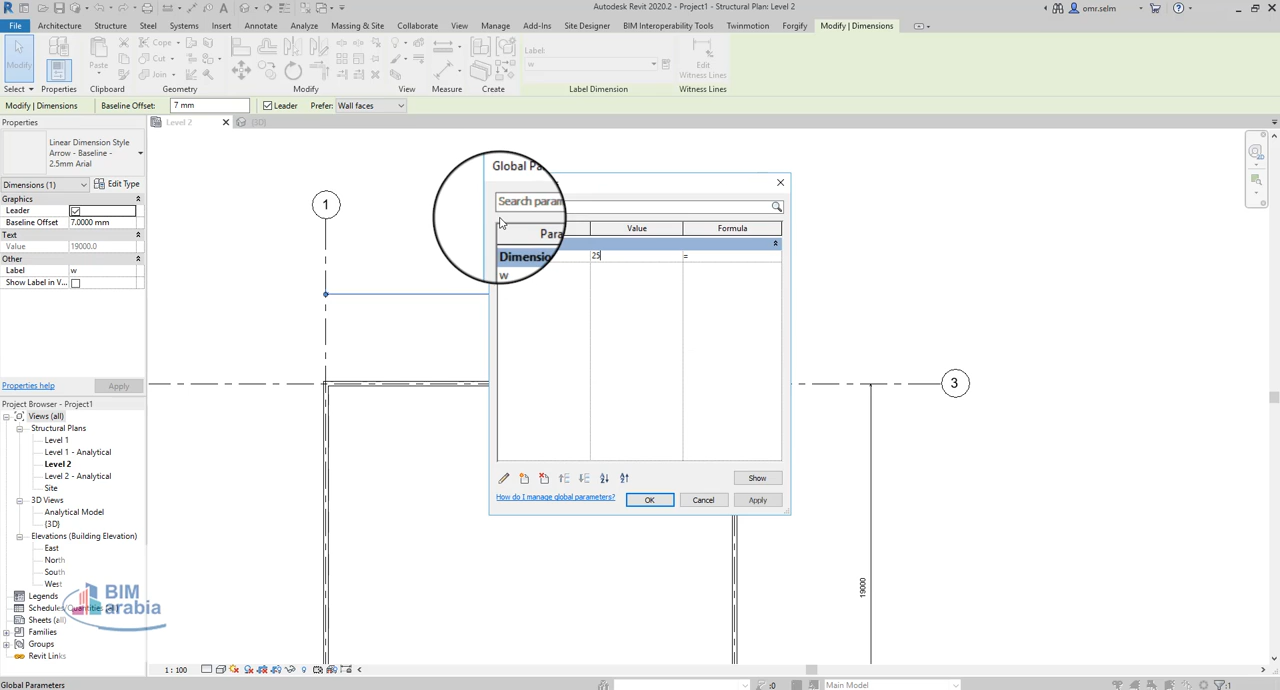 Autodesk Revit 2020.2 - Project1 - Structural Plan: Level 2
omr.selm
File Architecture Structure Steel Systems Insert Annotate Analyze Massing & Site Collaborate View Manage Add-Ins Site Designer BIM Interoperability Tools Twinmotion Forgify Modify | Dimensions
Cope
Cut
Join
Modify
Paste
Label:
w
Edit
Witness Lines
Select Properties Clipboard Geometry Modify View Measure Create Label Dimension Witness Lines
Modify | Dimensions Baseline Offset: 7 mm Leader Prefer: Wall faces
Properties
Level 2
{3D}
Linear Dimension Style
Arrow - Baseline -
2.5mm Arial
Dimensions (1) Edit Type
Graphics
Leader
Baseline Offset 7.0000 mm
Text
Value 19000.0
Other
Label w
Show Label in V...
Properties help Apply
Project Browser - Project1
Views (all)
Structural Plans
Level 1
Level 1 - Analytical
Level 2
Level 2 - Analytical
Site
3D Views
Analytical Model
{3D}
Elevations (Building Elevation)
East
North
South
West
Legends
Schedules/Quantities (all)
Sheets (all)
Families
Groups
Revit Links
BIM
arabia
1
3
19000
Global Pa
Search param
Para Value Formula
Dimensio
w 25 =
Show
How do I manage global parameters?
OK Cancel Apply
1 : 100
Global Parameters
:0
Main Model
:1